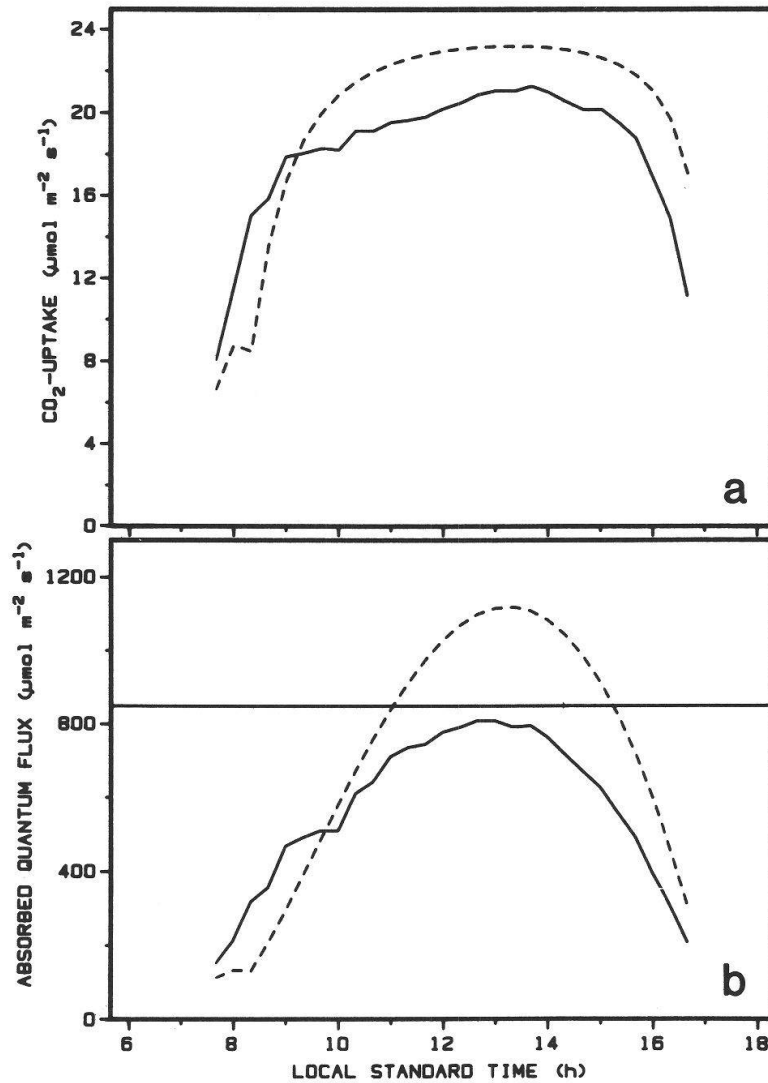 24
20
16
12
8
4
0
CO₂-UPTAKE (µmol m⁻² s⁻¹)
a
1200
800
400
0
ABSORBED QUANTUM FLUX (µmol m⁻² s⁻¹)
b
6 8 10 12 14 16 18
LOCAL STANDARD TIME (h)